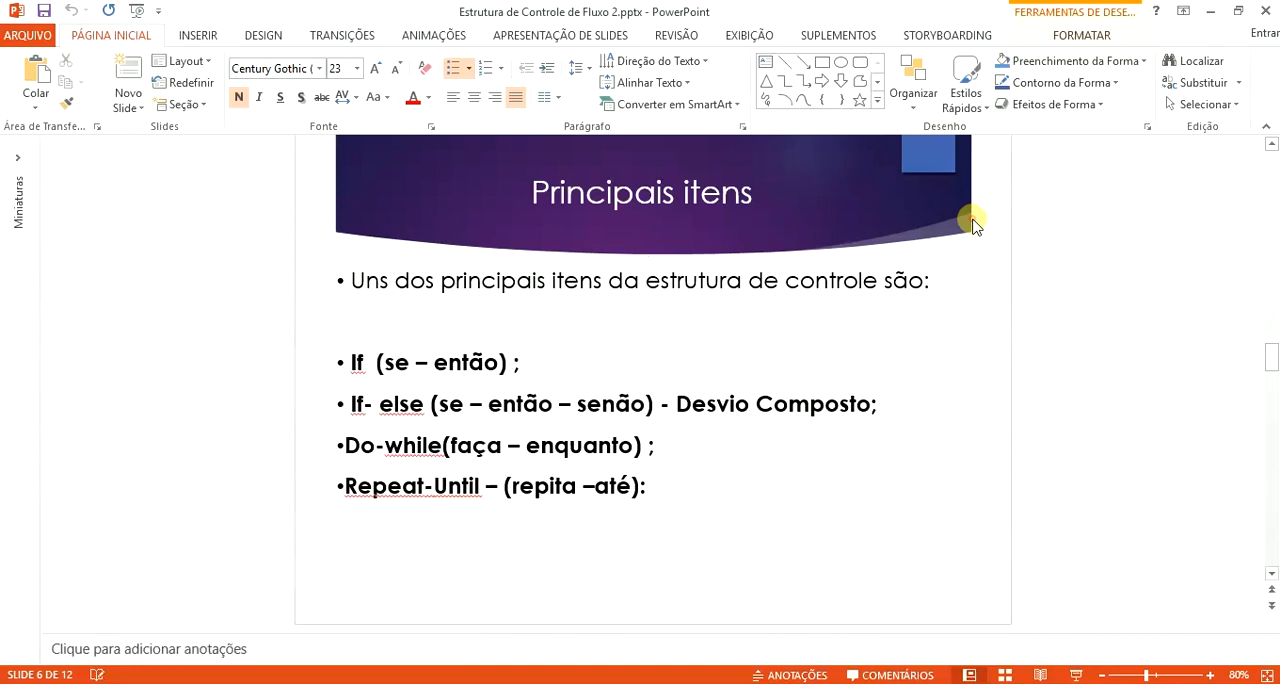 Estrutura de Controle de Fluxo 2.pptx - PowerPoint
FERRAMENTAS DE DESE...
?
ARQUIVO PÁGINA INICIAL INSERIR DESIGN TRANSIÇÕES ANIMAÇÕES APRESENTAÇÃO DE SLIDES REVISÃO EXIBIÇÃO SUPLEMENTOS STORYBOARDING FORMATAR Entrar
Colar
Novo Slide
Layout
Redefinir
Seção
Century Gothic ( 23
N I S S abc AV Aa A
Direção do Texto
Alinhar Texto
Converter em SmartArt
Organizar
Estilos Rápidos
Preenchimento da Forma
Contorno da Forma
Efeitos de Forma
Localizar
Substituir
Selecionar
Área de Transfe... Slides Fonte Parágrafo Desenho Edição
Miniaturas
Principais itens
• Uns dos principais itens da estrutura de controle são:
• If (se – então) ;
• If- else (se – então – senão) - Desvio Composto;
•Do-while(faça – enquanto) ;
•Repeat-Until – (repita –até):
Clique para adicionar anotações
SLIDE 6 DE 12 ANOTAÇÕES COMENTÁRIOS 80%